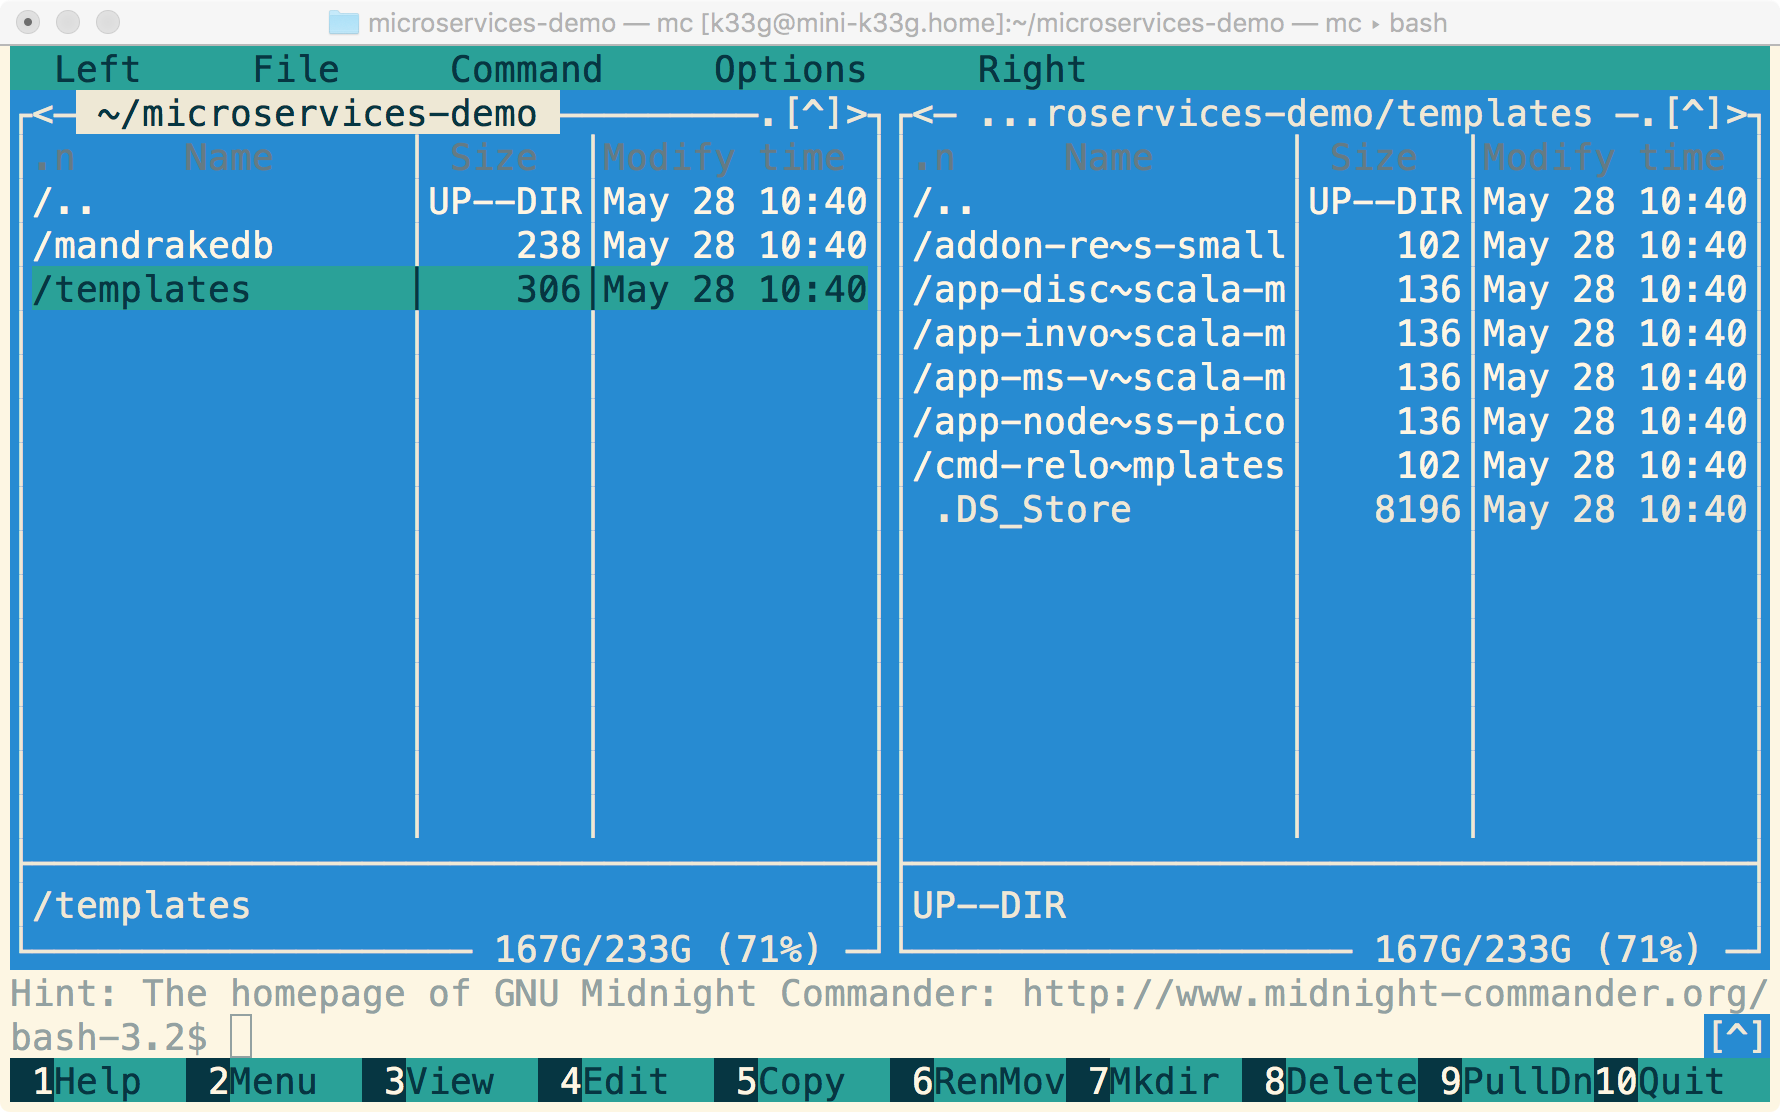 microservices-demo — mc [k33g@mini-k33g.home]:~/microservices-demo — mc ▸ bash
Left File Command Options Right
<─ ~/microservices-demo ─────────.[^]> <─ ...roservices-demo/templates ─.[^]>
.n Name Size Modify time .n Name Size Modify time
/.. UP--DIR May 28 10:40 /.. UP--DIR May 28 10:40
/mandrakedb 238 May 28 10:40 /addon-re~s-small 102 May 28 10:40
/templates 306 May 28 10:40 /app-disc~scala-m 136 May 28 10:40
/app-invo~scala-m 136 May 28 10:40
/app-ms-v~scala-m 136 May 28 10:40
/app-node~ss-pico 136 May 28 10:40
/cmd-relo~mplates 102 May 28 10:40
.DS_Store 8196 May 28 10:40
/templates UP--DIR
167G/233G (71%) 167G/233G (71%)
Hint: The homepage of GNU Midnight Commander: http://www.midnight-commander.org/
bash-3.2$ [^]
1Help 2Menu 3View 4Edit 5Copy 6RenMov 7Mkdir 8Delete 9PullDn 10Quit